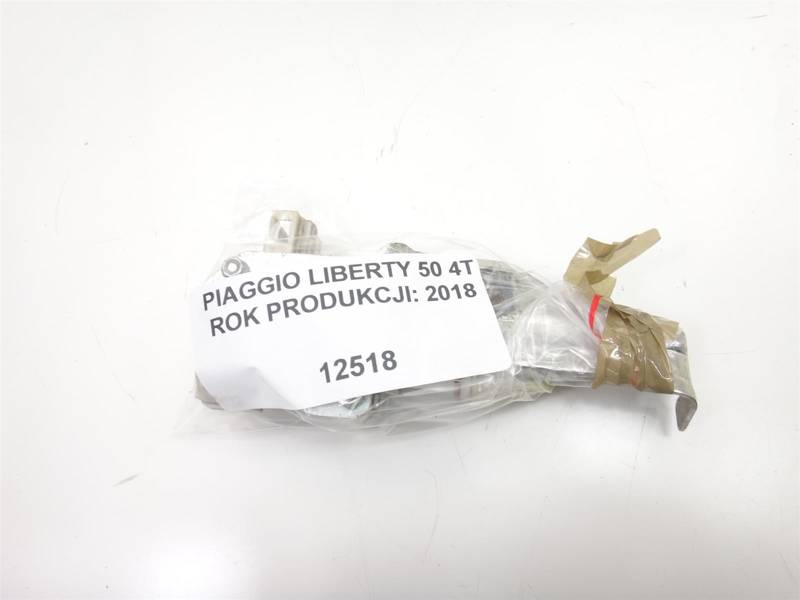 PIAGGIO LIBERTY 50 4T
ROK PRODUKCJI: 2018
12518